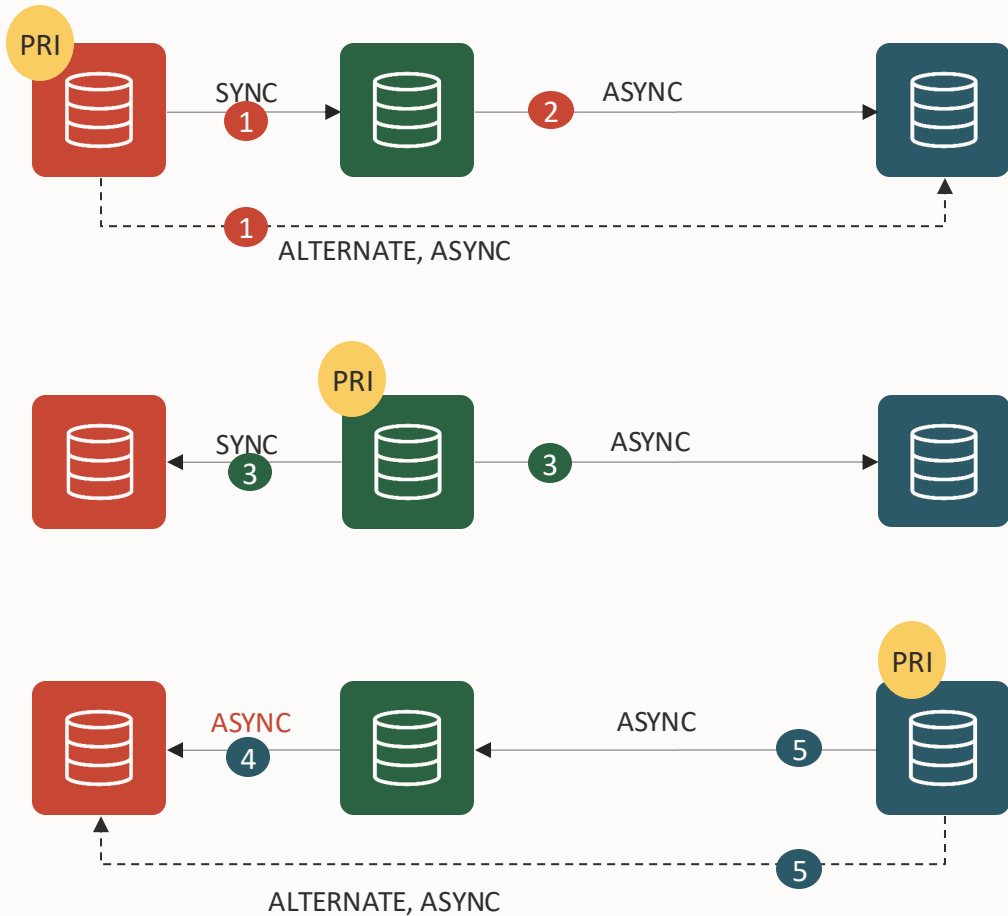 PRI
SYNC
1
ASYNC
2
1
ALTERNATE, ASYNC
PRI
SYNC
3
ASYNC
3
PRI
ASYNC
4
ASYNC
5
5
ALTERNATE, ASYNC